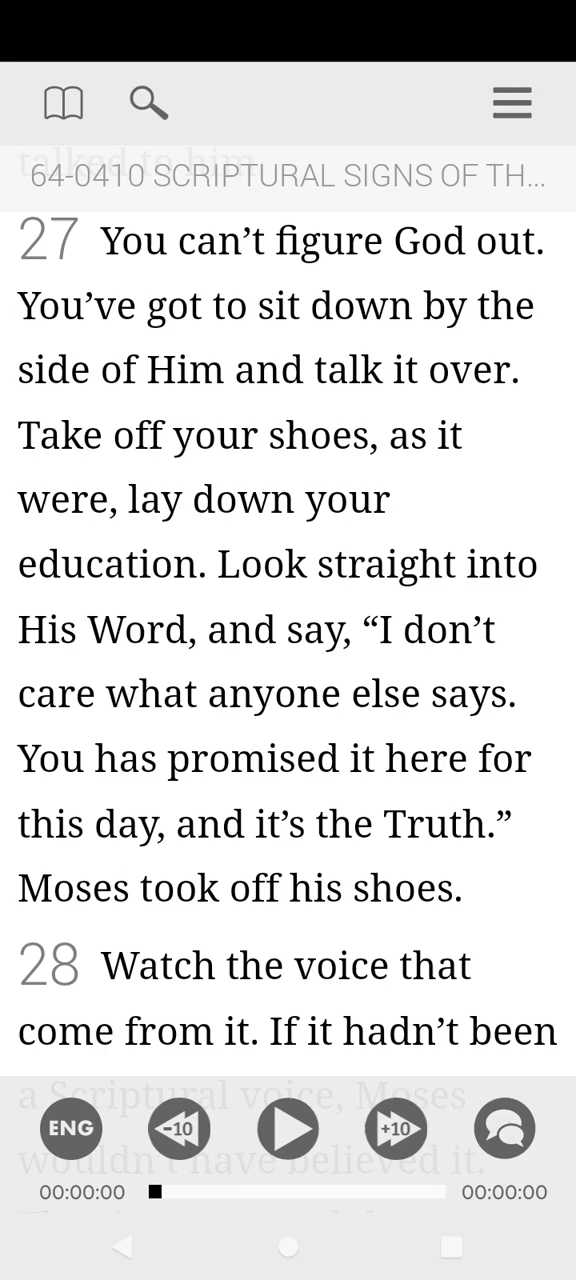 talked to him.
64-0410 SCRIPTURAL SIGNS OF TH...
27 You can’t figure God out.
You’ve got to sit down by the
side of Him and talk it over.
Take off your shoes, as it
were, lay down your
education. Look straight into
His Word, and say, “I don’t
care what anyone else says.
You has promised it here for
this day, and it’s the Truth.”
Moses took off his shoes.
28 Watch the voice that
come from it. If it hadn’t been
a Scriptural voice, Moses
ENG -10 +10
wouldn’t have believed it.
00:00:00 00:00:00